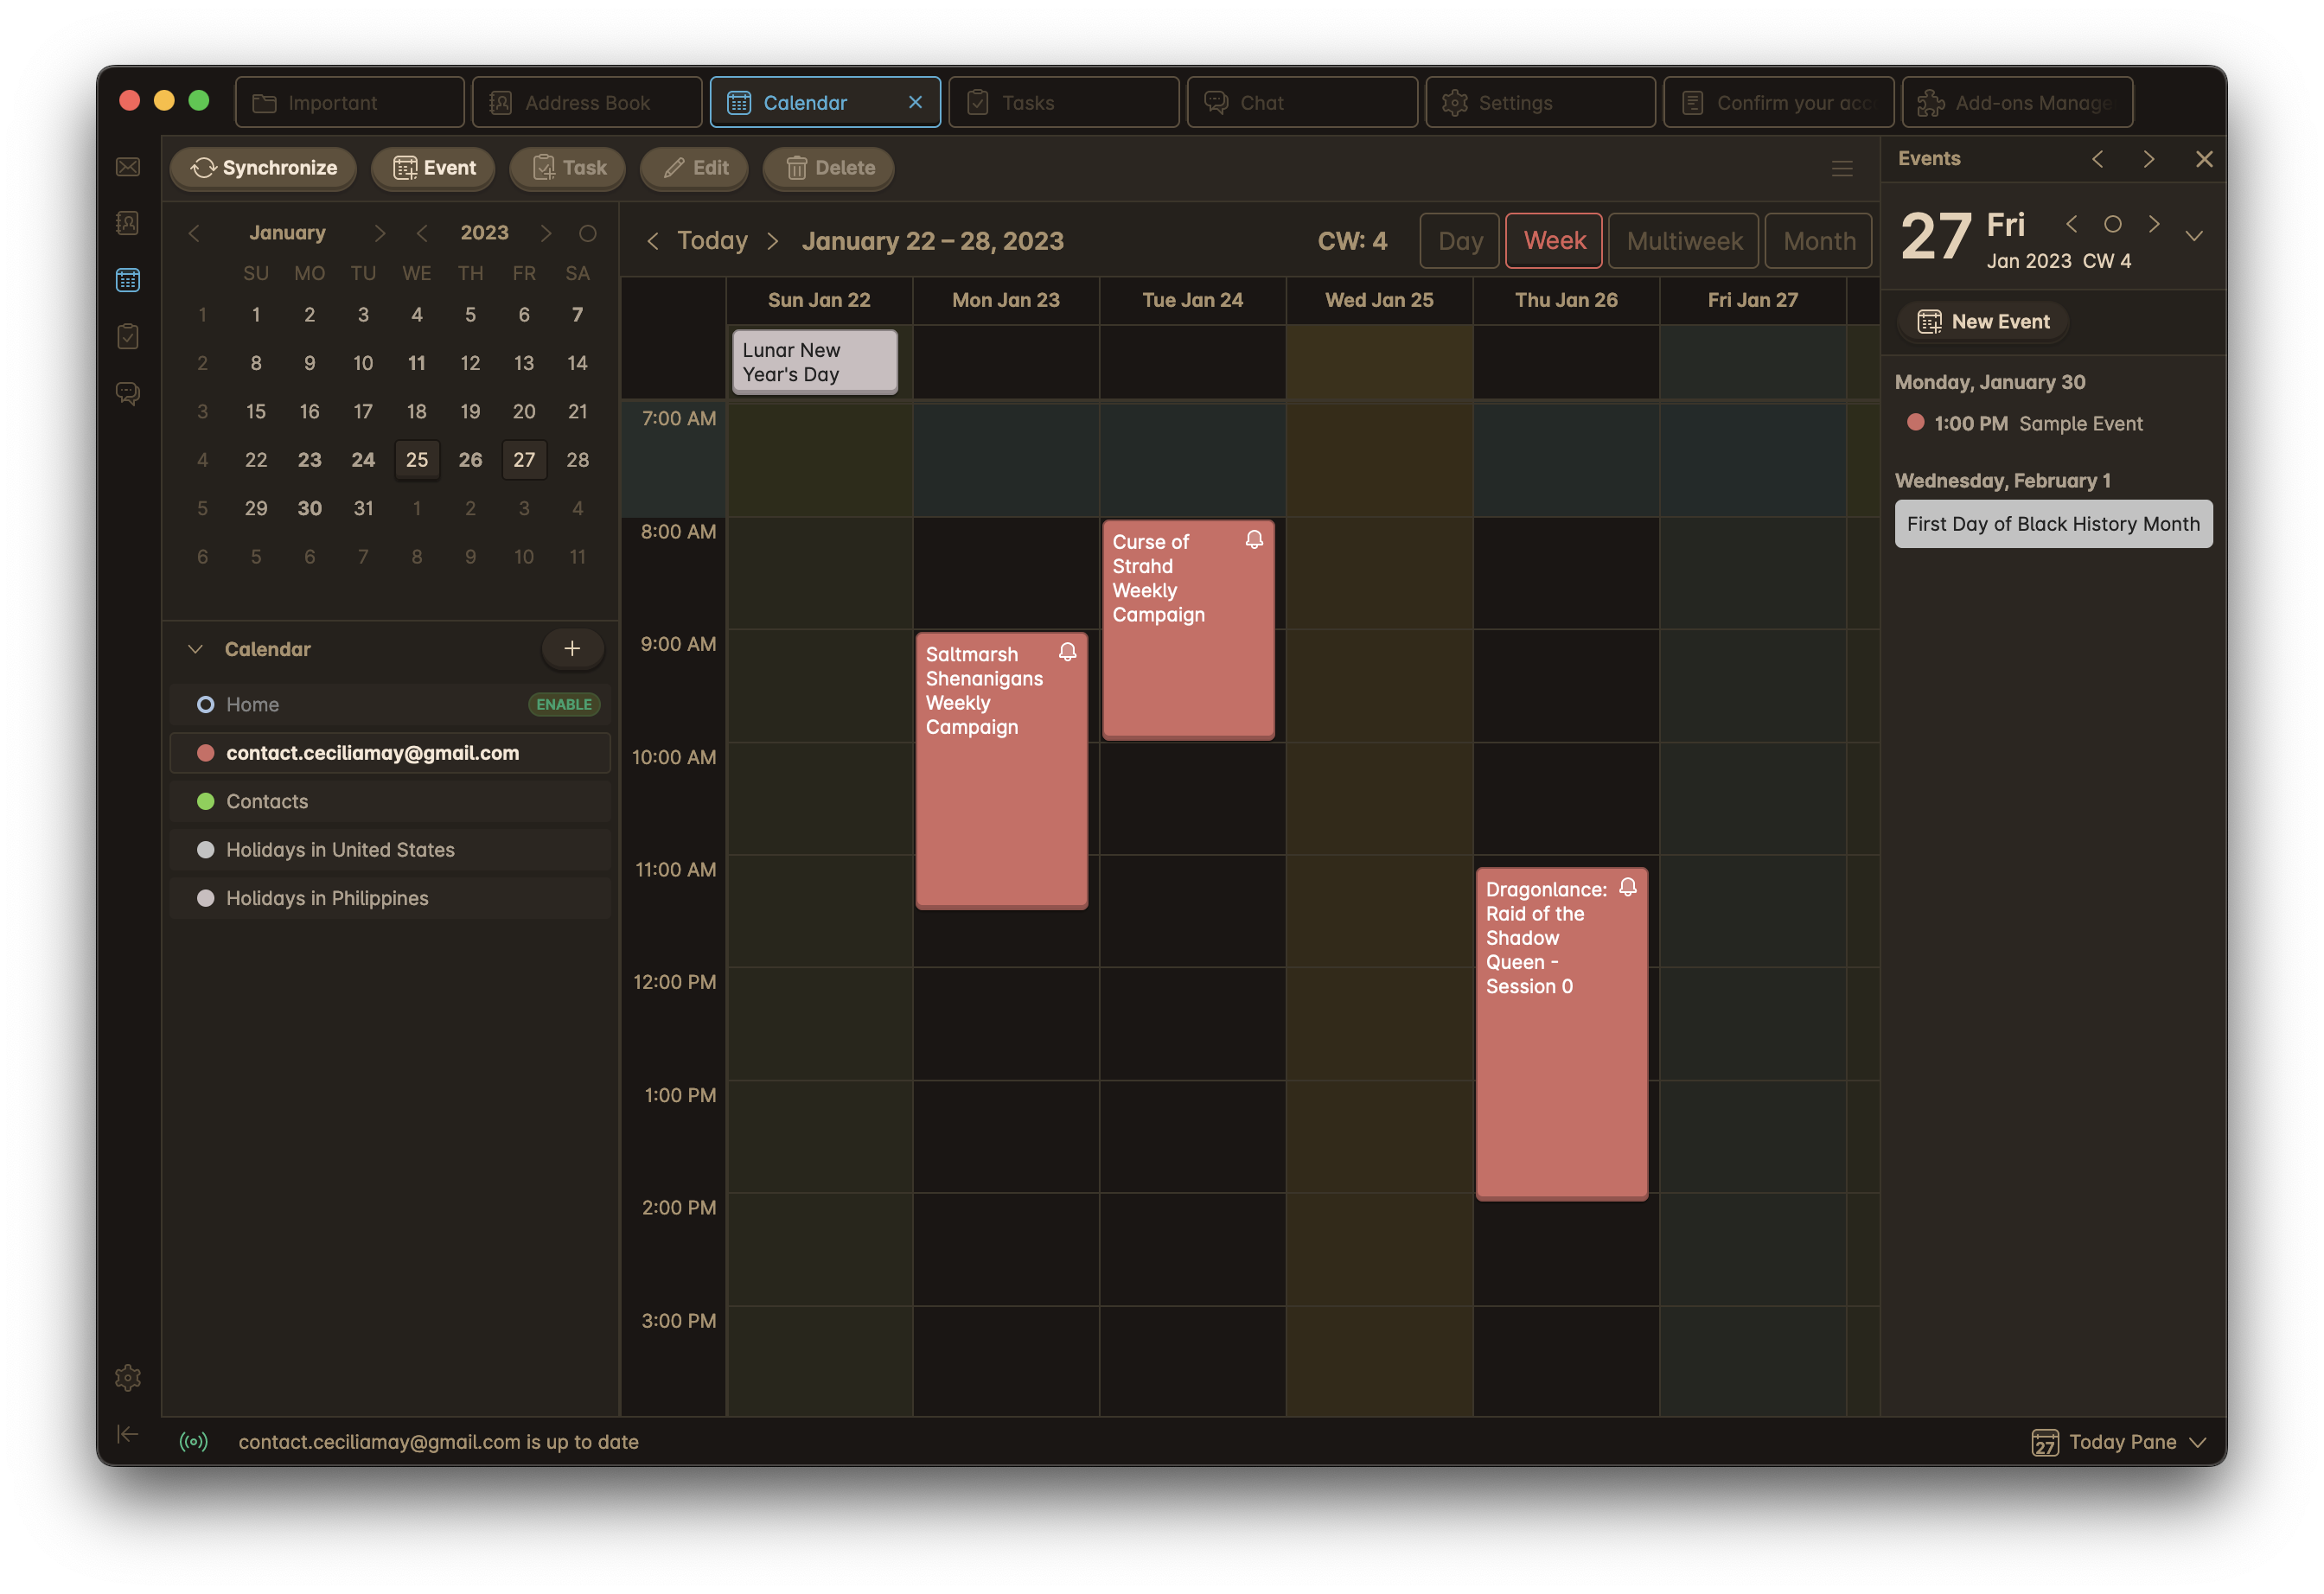 Important
Address Book
Calendar
Tasks
Chat
Settings
Confirm your acc
Add-ons Manage
Synchronize
Event
Task
Edit
Delete
Events
January 2023
SU MO TU WE TH FR SA
1 1 2 3 4 5 6 7
2 8 9 10 11 12 13 14
3 15 16 17 18 19 20 21
4 22 23 24 25 26 27 28
5 29 30 31 1 2 3 4
6 5 6 7 8 9 10 11
Calendar
Home ENABLE
contact.ceciliamay@gmail.com
Contacts
Holidays in United States
Holidays in Philippines
Today January 22 – 28, 2023 CW: 4 Day Week Multiweek Month
Sun Jan 22 Mon Jan 23 Tue Jan 24 Wed Jan 25 Thu Jan 26 Fri Jan 27
Lunar New
Year's Day
7:00 AM
8:00 AM
9:00 AM
10:00 AM
11:00 AM
12:00 PM
1:00 PM
2:00 PM
3:00 PM
Saltmarsh
Shenanigans
Weekly
Campaign
Curse of
Strahd
Weekly
Campaign
Dragonlance:
Raid of the
Shadow
Queen -
Session 0
27 Fri
Jan 2023 CW 4
New Event
Monday, January 30
1:00 PM Sample Event
Wednesday, February 1
First Day of Black History Month
contact.ceciliamay@gmail.com is up to date
27 Today Pane